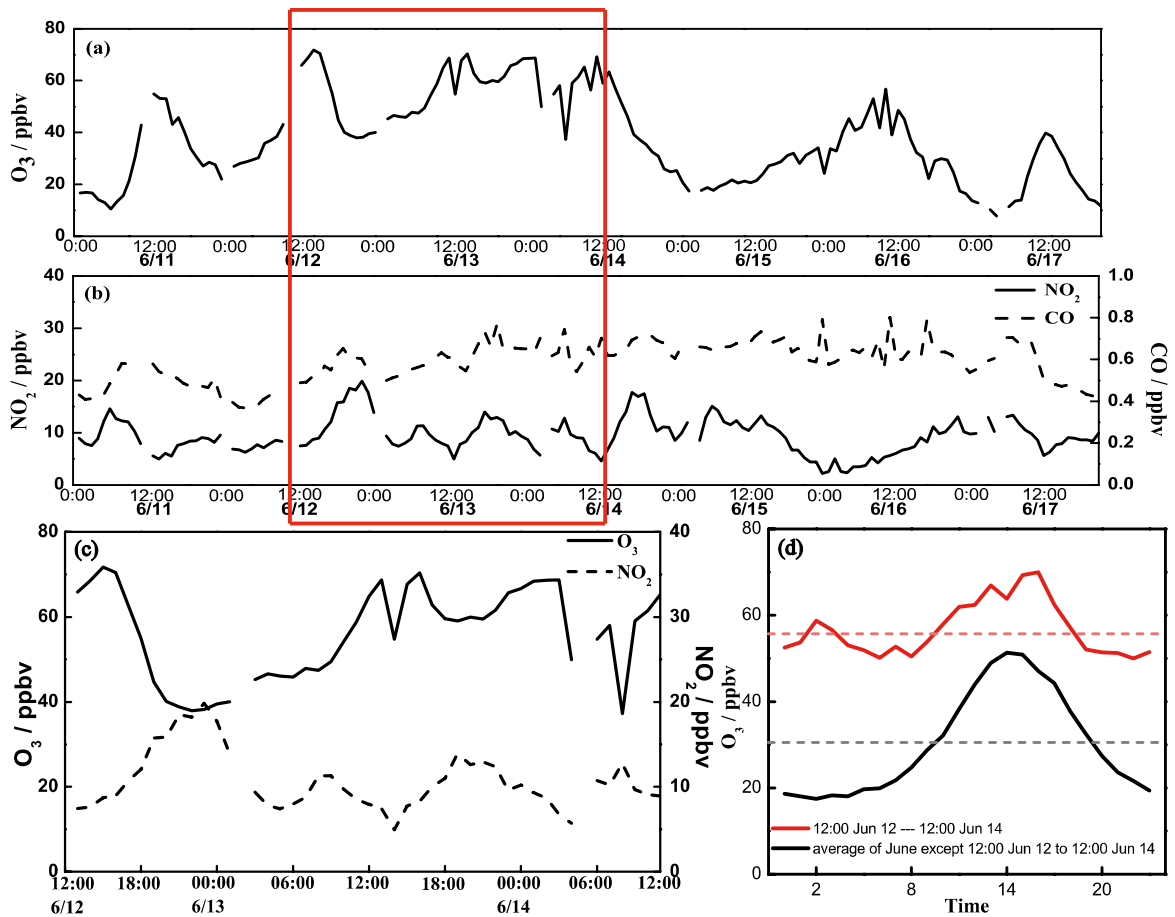 (a)
O3 / ppbv
80
60
40
20
0
0:00 12:00 0:00 12:00 0:00 12:00 0:00 12:00 0:00 12:00 0:00 12:00 0:00 12:00
6/11 6/12 6/13 6/14 6/15 6/16 6/17
(b)
NO2 / ppbv
40
30
20
10
0
NO2
CO
CO / ppbv
1.0
0.8
0.6
0.4
0.2
0.0
0:00 12:00 0:00 12:00 0:00 12:00 0:00 12:00 0:00 12:00 0:00 12:00 0:00 12:00
6/11 6/12 6/13 6/14 6/15 6/16 6/17
(c)
O3 / ppbv
80
60
40
20
0
O3
NO2
NO2 / ppbv
40
30
20
10
0
12:00 18:00 00:00 06:00 12:00 18:00 00:00 06:00 12:00
6/12 6/13 6/14
(d)
O3 / ppbv
80
60
40
20
0
12:00 Jun 12 --- 12:00 Jun 14
average of June except 12:00 Jun 12 to 12:00 Jun 14
2 8 14 20
Time